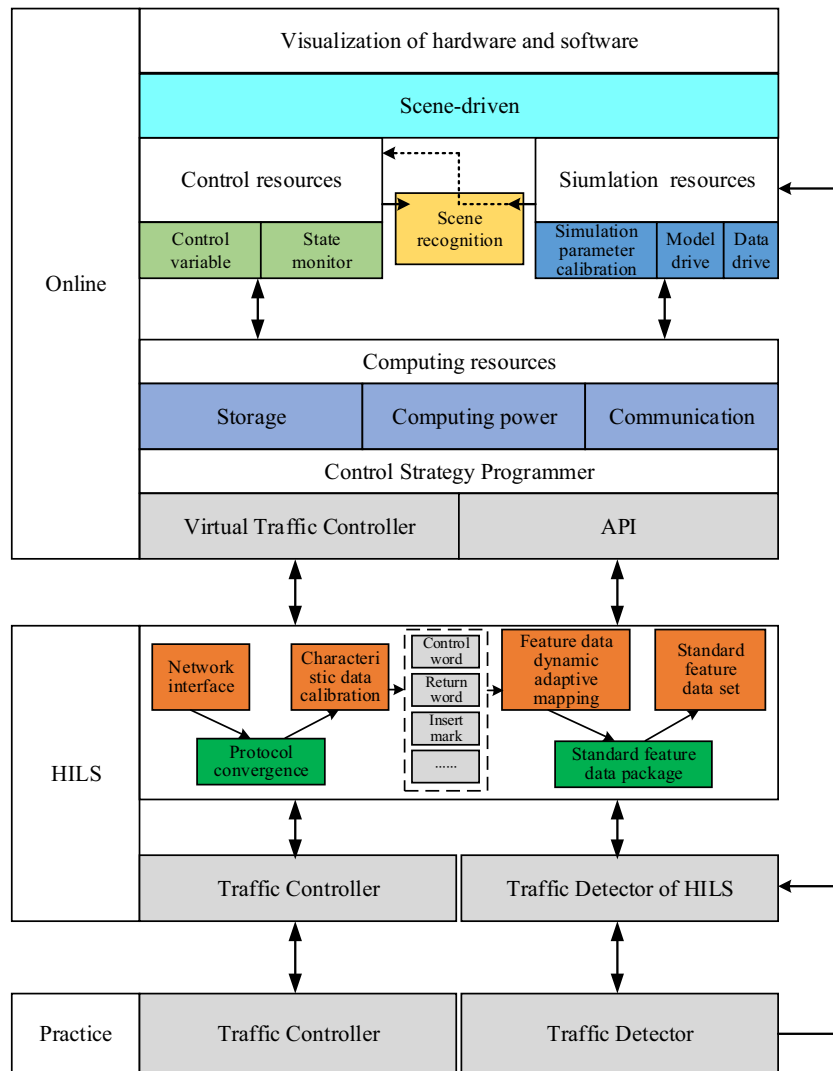 Visualization of hardware and software
Scene-driven
Control resources
Siumlation resources
Scene
recognition
Control
variable
State
monitor
Simulation
parameter
calibration
Model
drive
Data
drive
Online
Computing resources
Storage
Computing power
Communication
Control Strategy Programmer
Virtual Traffic Controller
API
Network
interface
Characteri
stic data
calibration
Control
word
Return
word
Insert
mark
......
Feature data
dynamic
adaptive
mapping
Standard
feature
data set
Protocol
convergence
Standard feature
data package
HILS
Traffic Controller
Traffic Detector of HILS
Practice
Traffic Controller
Traffic Detector